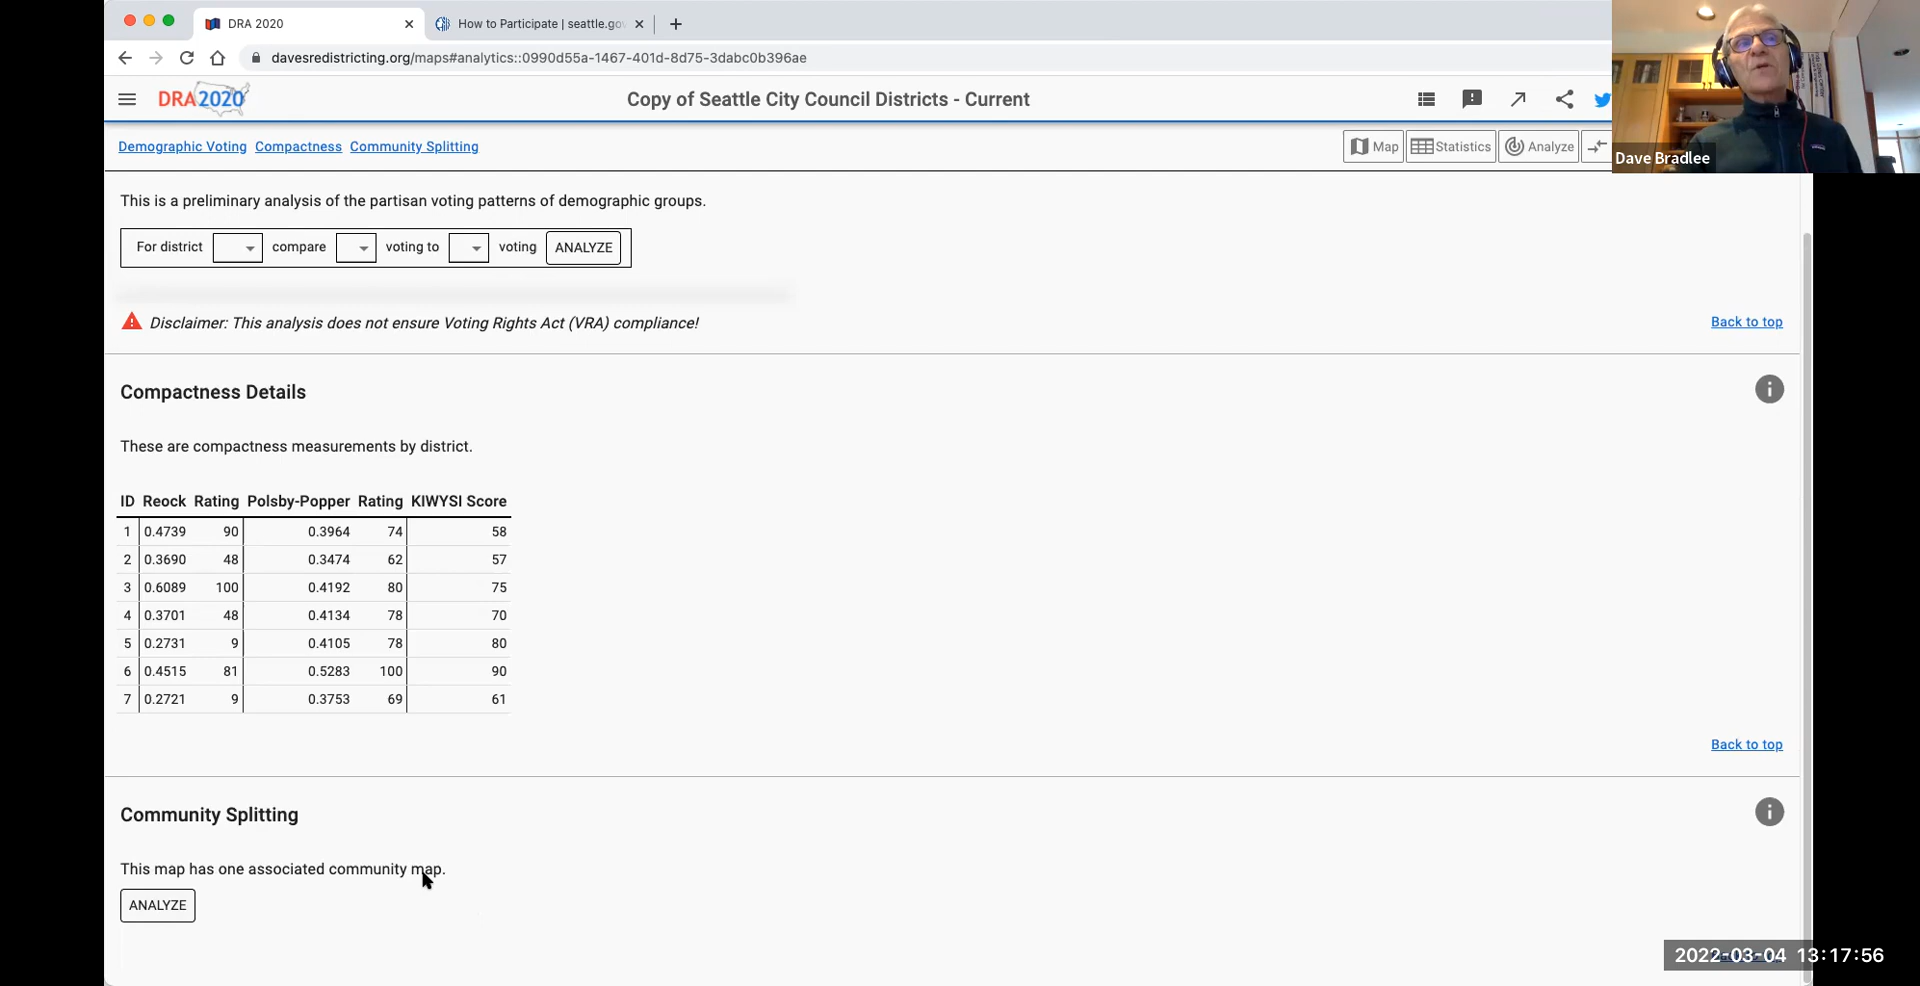 DRA 2020
How to Participate | seattle.gov
davesredistricting.org/maps#analytics::0990d55a-1467-401d-8d75-3dabc0b396ae
DRA2020
Copy of Seattle City Council Districts - Current
Demographic Voting Compactness Community Splitting
Map Statistics Analyze
Dave Bradlee
This is a preliminary analysis of the partisan voting patterns of demographic groups.
For district compare voting to voting ANALYZE
Disclaimer: This analysis does not ensure Voting Rights Act (VRA) compliance!
Back to top
Compactness Details
These are compactness measurements by district.
ID Reock Rating Polsby-Popper Rating KIWYSI Score
1 0.4739 90 0.3964 74 58
2 0.3690 48 0.3474 62 57
3 0.6089 100 0.4192 80 75
4 0.3701 48 0.4134 78 70
5 0.2731 9 0.4105 78 80
6 0.4515 81 0.5283 100 90
7 0.2721 9 0.3753 69 61
Back to top
Community Splitting
This map has one associated community map.
ANALYZE
2022-03-04 13:17:56